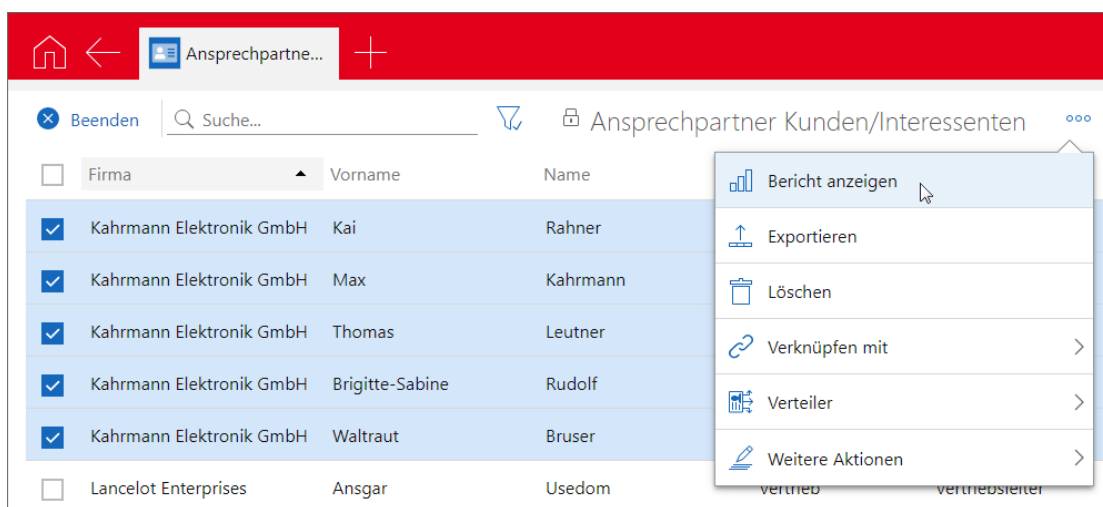 Ansprechpartne...
Beenden Suche... Ansprechpartner Kunden/Interessenten
Firma Vorname Name
Bericht anzeigen
Kahrmann Elektronik GmbH Kai Rahner
Exportieren
Kahrmann Elektronik GmbH Max Kahrmann
Löschen
Kahrmann Elektronik GmbH Thomas Leutner
Verknüpfen mit
Kahrmann Elektronik GmbH Brigitte-Sabine Rudolf
Verteiler
Kahrmann Elektronik GmbH Waltraut Bruser
Weitere Aktionen
Lancelot Enterprises Ansgar Usedom Vertrieb Vertriebsleiter